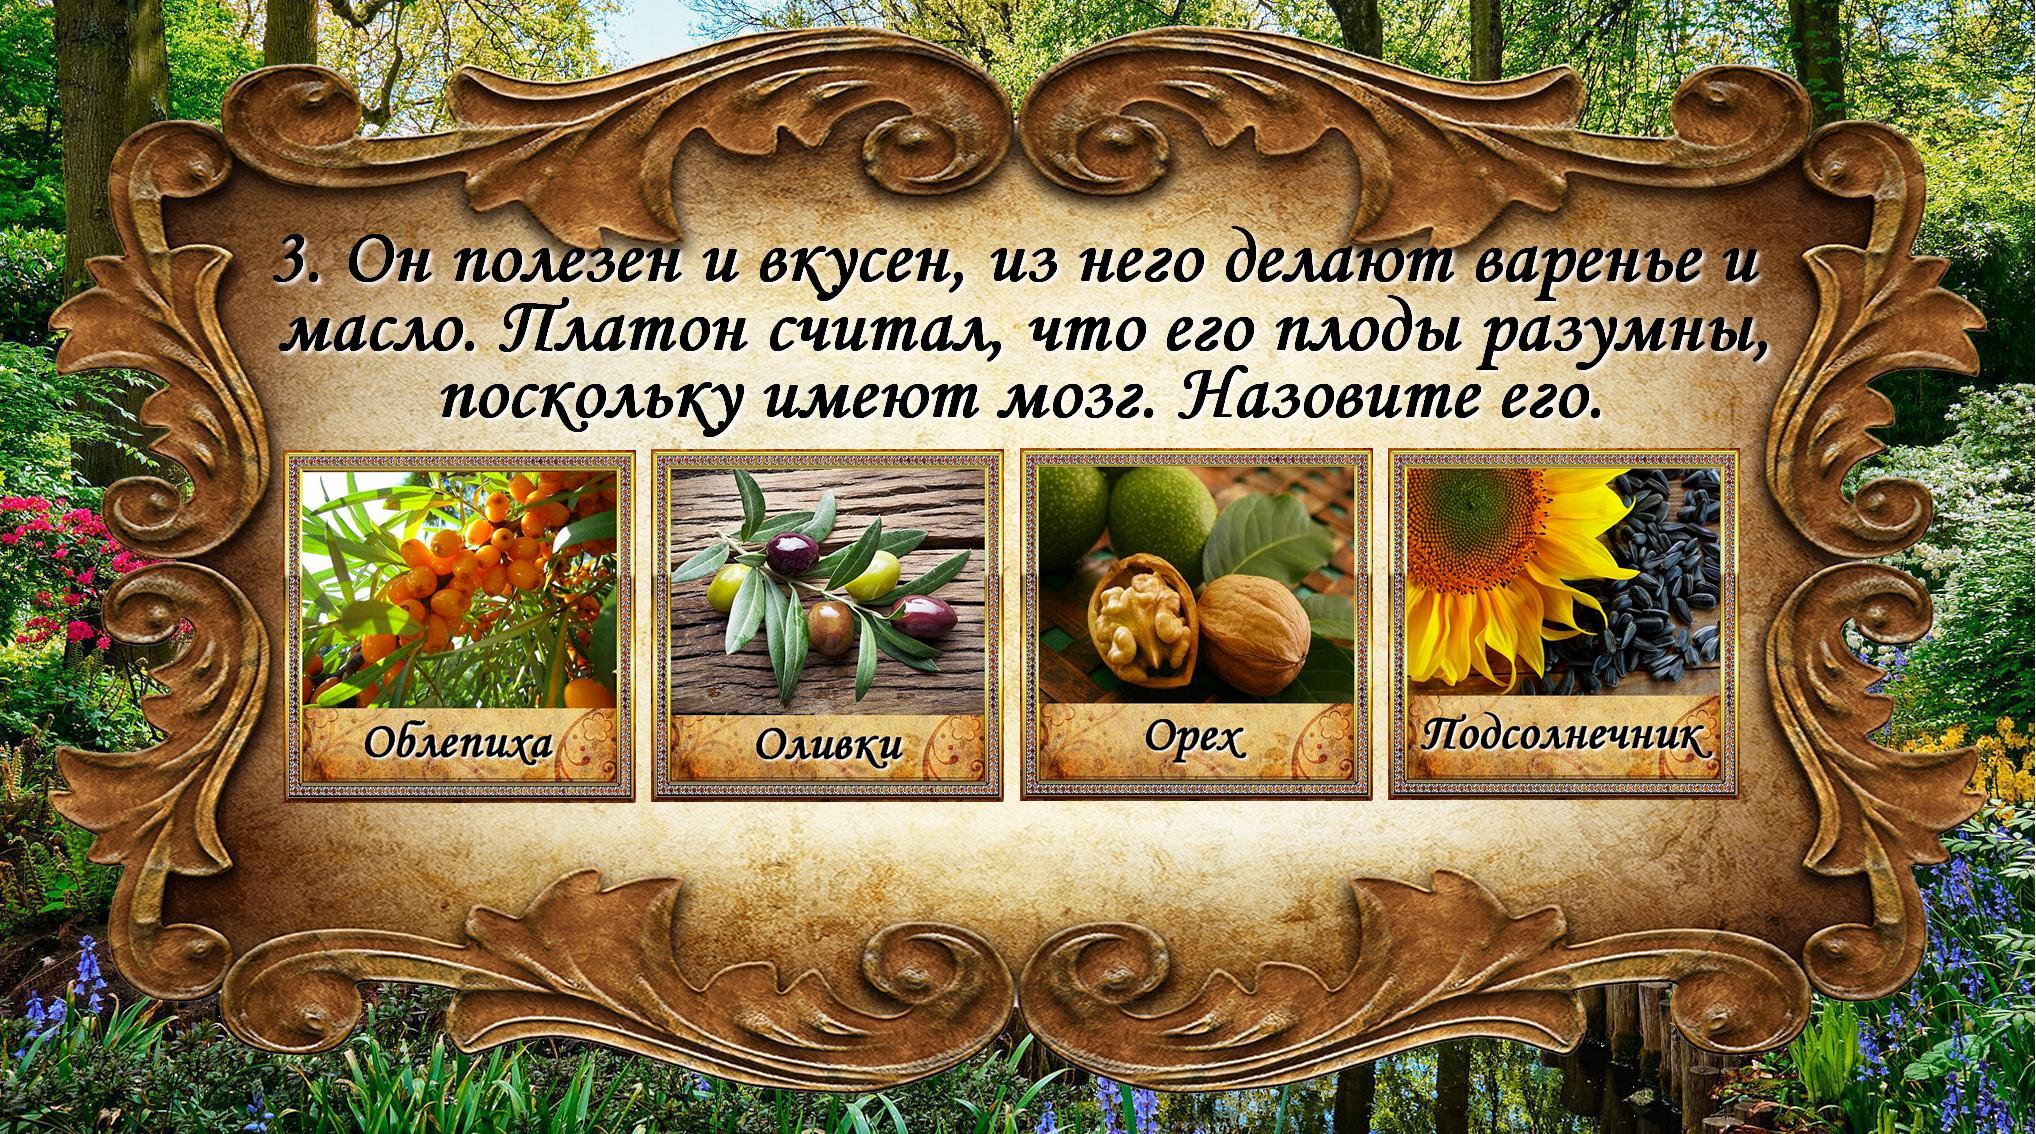 3. Он полезен и вкусен, из него делают варенье и
масло. Платон считал, что его плоды разумны,
поскольку имеют мозг. Назовите его.
Облепиха
Оливки
Орех
Подсолнечник